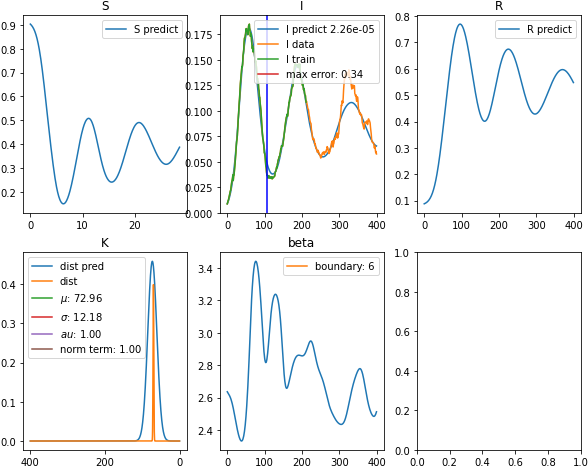 S
I
R
S predict
I predict 2.26e-05
I data
I train
max error: 0.34
R predict
0.9
0.8
0.7
0.6
0.5
0.4
0.3
0.2
0 10 20
0.175
0.150
0.125
0.100
0.075
0.050
0.025
0.000
0 100 200 300 400
0.8
0.7
0.6
0.5
0.4
0.3
0.2
0.1
0 100 200 300 400
K
beta
dist pred
dist
μ: 72.96
σ: 12.18
au: 1.00
norm term: 1.00
boundary: 6
0.4
0.3
0.2
0.1
0.0
400 200 0
3.4
3.2
3.0
2.8
2.6
2.4
0 100 200 300 400
1.0
0.8
0.6
0.4
0.2
0.0
0.0 0.2 0.4 0.6 0.8 1.0